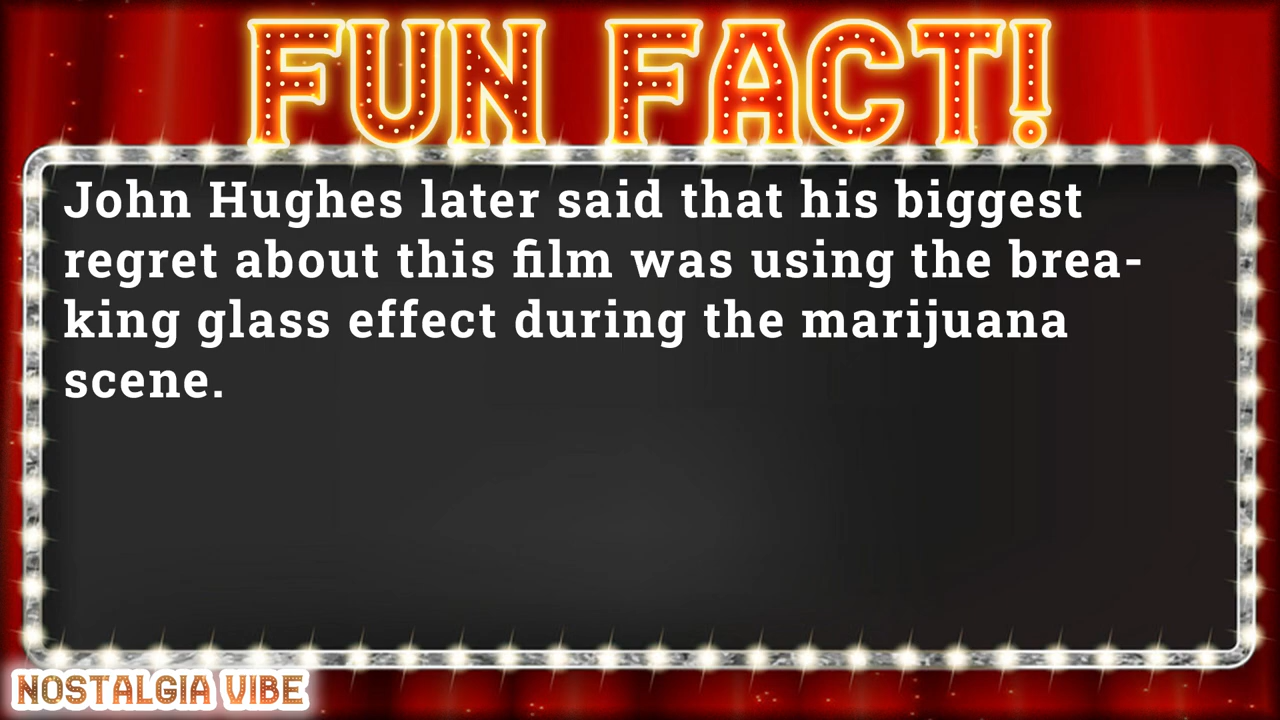 FUN FACT!
John Hughes later said that his biggest
regret about this film was using the brea-
king glass effect during the marijuana
scene.
NOSTALGIA VIBE